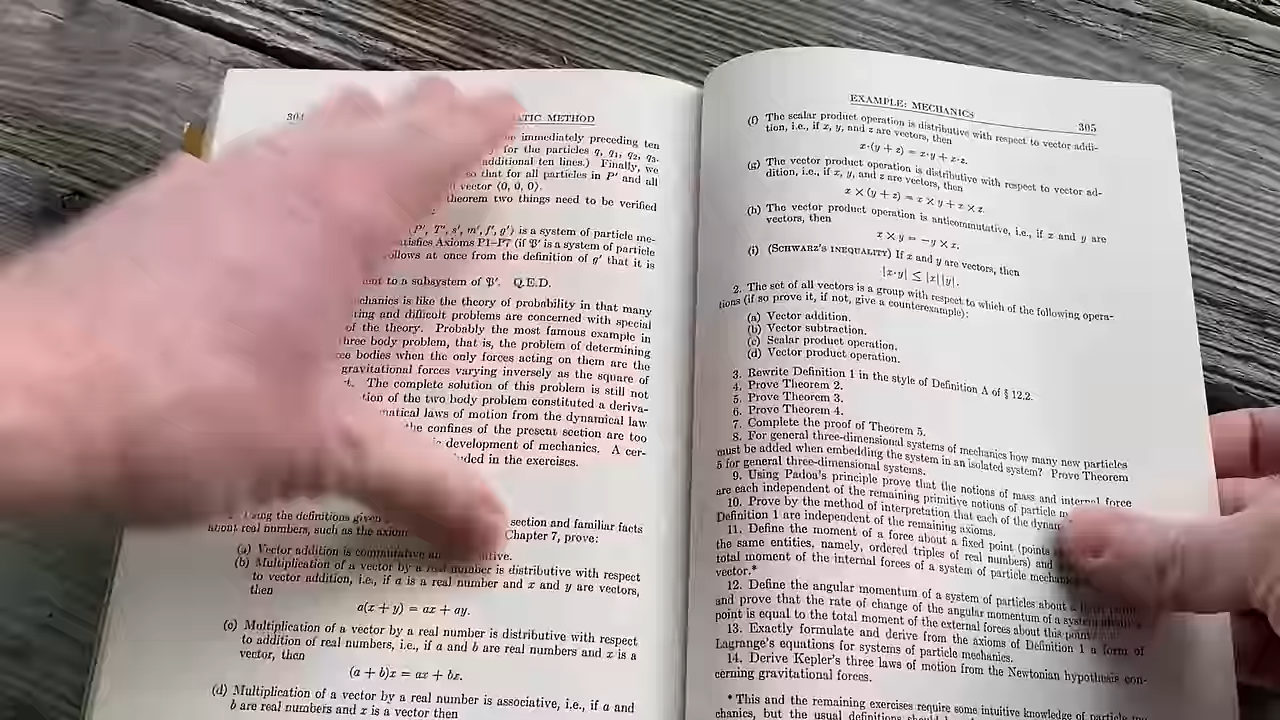 304
ATIC METHOD
immediately preceding ten
for the particles q, q₁, q₂, q₃.
additional ten lines.) Finally, we
so that for all particles in P′ and all
vector ⟨0, 0, 0⟩.
theorem two things need to be verified
P′, T′, s′, m′, f′, g′⟩ is a system of particle me-
Axioms P1-P7 (if 𝔓′ is a system of particle
follows at once from the definition of g′ that it is
to a subsystem of 𝔓′. Q.E.D.
is like the theory of probability in that many
and difficult problems are concerned with special
of the theory. Probably the most famous example in
three body problem, that is, the problem of determining
bodies when the only forces acting on them are the
gravitational forces varying inversely as the square of
The complete solution of this problem is still not
of the two body problem constituted a deriva-
laws of motion from the dynamical law
the confines of the present section are too
development of mechanics. A cer-
in the exercises.
the definitions given section and familiar facts
about real numbers, such as the Chapter 7, prove:
(a) Vector addition is commutative
(b) Multiplication of a vector by a real number is distributive with respect
to vector addition, i.e., if a is a real number and x and y are vectors,
then
a(x + y) = ax + ay.
(c) Multiplication of a vector by a real number is distributive with respect
to addition of real numbers, i.e., if a and b are real numbers and x is a
vector, then
(a + b)x = ax + bx.
(d) Multiplication of a vector by a real number is associative, i.e., if a and
b are real numbers and x is a vector then
EXAMPLE: MECHANICS
305
(f) The scalar product operation is distributive with respect to vector addi-
tion, i.e., if x, y, and z are vectors, then
x·(y + z) = x·y + x·z.
(g) The vector product operation is distributive with respect to vector ad-
dition, i.e., if x, y, and z are vectors, then
x × (y + z) = x × y + x × z.
(h) The vector product operation is anticommutative, i.e., if x and y are
vectors, then
x × y = −y × x.
(i) (SCHWARZ'S INEQUALITY) If x and y are vectors, then
|x·y| ≤ |x||y|.
2. The set of all vectors is a group with respect to which of the following opera-
tions (if so prove it, if not, give a counterexample):
(a) Vector addition.
(b) Vector subtraction.
(c) Scalar product operation.
(d) Vector product operation.
3. Rewrite Definition 1 in the style of Definition A of § 12.2.
4. Prove Theorem 2.
5. Prove Theorem 3.
6. Prove Theorem 4.
7. Complete the proof of Theorem 5.
8. For general three-dimensional systems of mechanics how many new particles
must be added when embedding the system in an isolated system? Prove Theorem
5 for general three-dimensional systems.
9. Using Padoa's principle prove that the notions of mass and internal force
are each independent of the remaining primitive notions of particle
10. Prove by the method of interpretation that each of the
Definition 1 are independent of the remaining axioms.
11. Define the moment of a force about a fixed point (points
the same entities, namely, ordered triples of real numbers) and
total moment of the internal forces of a system of particle
vector.*
12. Define the angular momentum of a system of particles about a
and prove that the rate of change of the angular momentum of a system
point is equal to the total moment of the external forces about this point
13. Exactly formulate and derive from the axioms of Definition 1 a form of
Lagrange's equations for systems of particle mechanics.
14. Derive Kepler's three laws of motion from the Newtonian hypothesis con-
cerning gravitational forces.
* This and the remaining exercises require some intuitive knowledge of particle
chanics, but the usual definitions